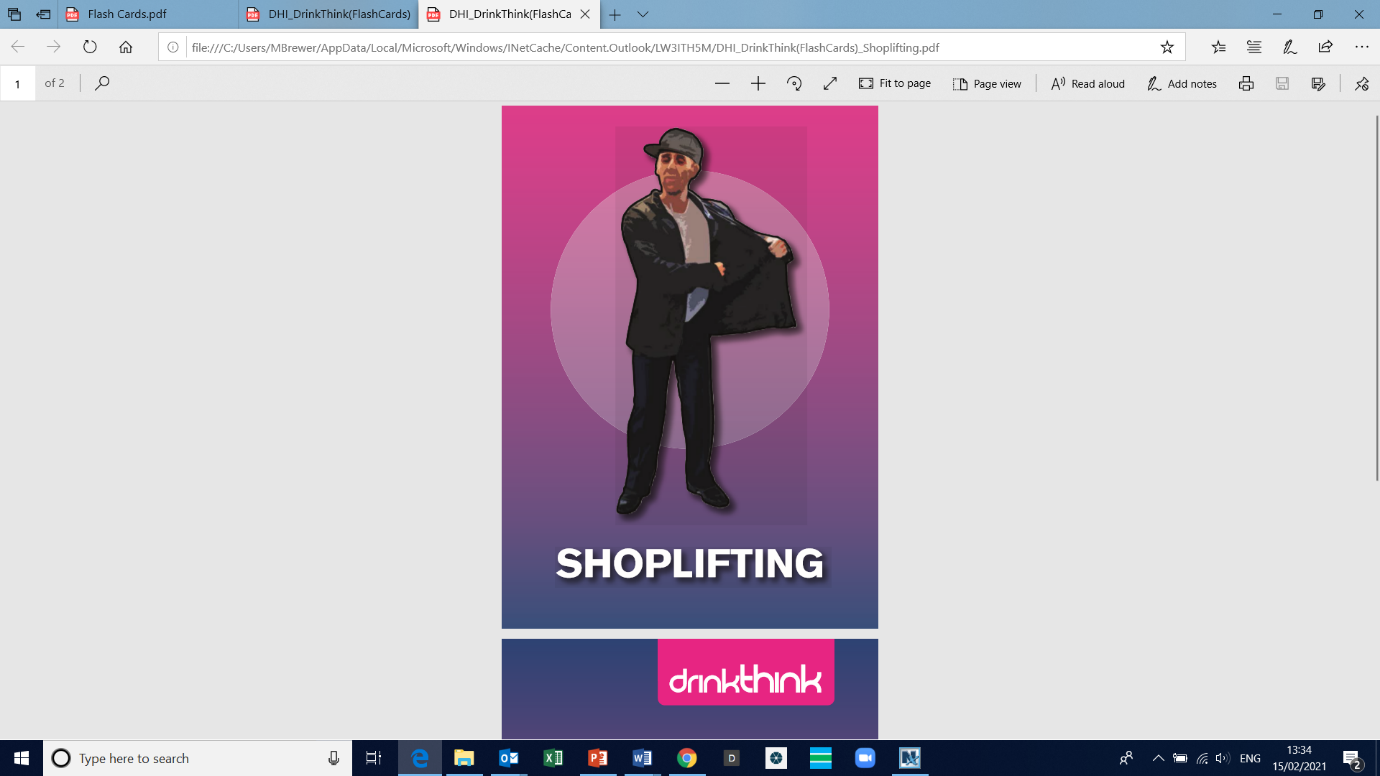 Flash Cards.pdf
DHI_DrinkThink(FlashCards)
DHI_DrinkThink(FlashCa
file:///C:/Users/MBrewer/AppData/Local/Microsoft/Windows/INetCache/Content.Outlook/LW3ITH5M/DHI_DrinkThink(FlashCards)_Shoplifting.pdf
1 of 2
Fit to page
Page view
Read aloud
Add notes
SHOPLIFTING
drinkthink
Type here to search
ENG
13:34
15/02/2021
2